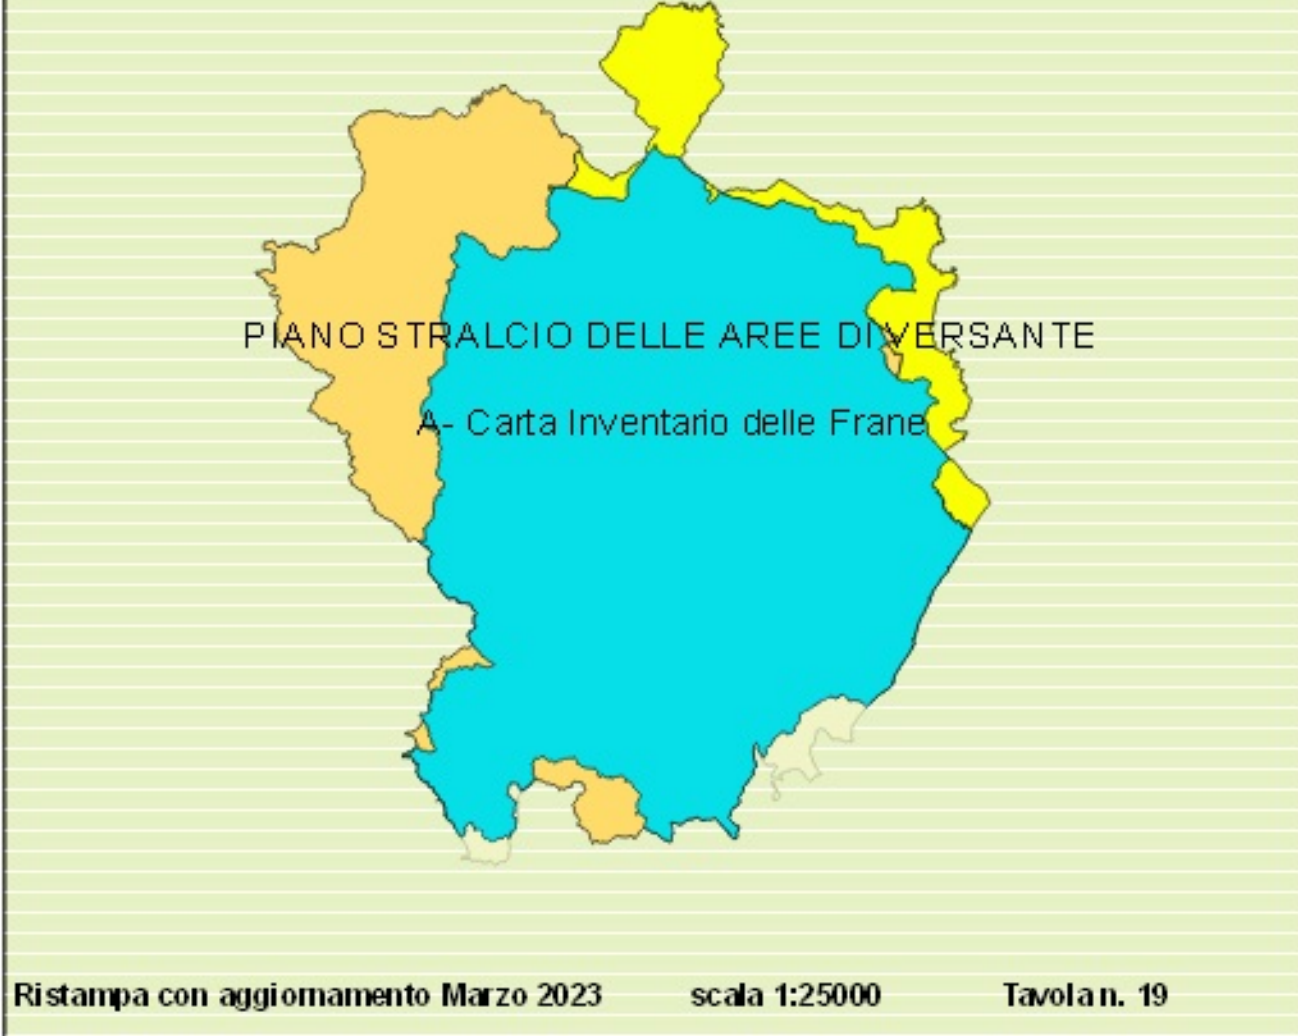 PIANO STRALCIO DELLE AREE DI VERSANTE
A- Carta Inventario delle Frane
Ristampa con aggiornamento Marzo 2023 scala 1:25000 Tavola n. 19